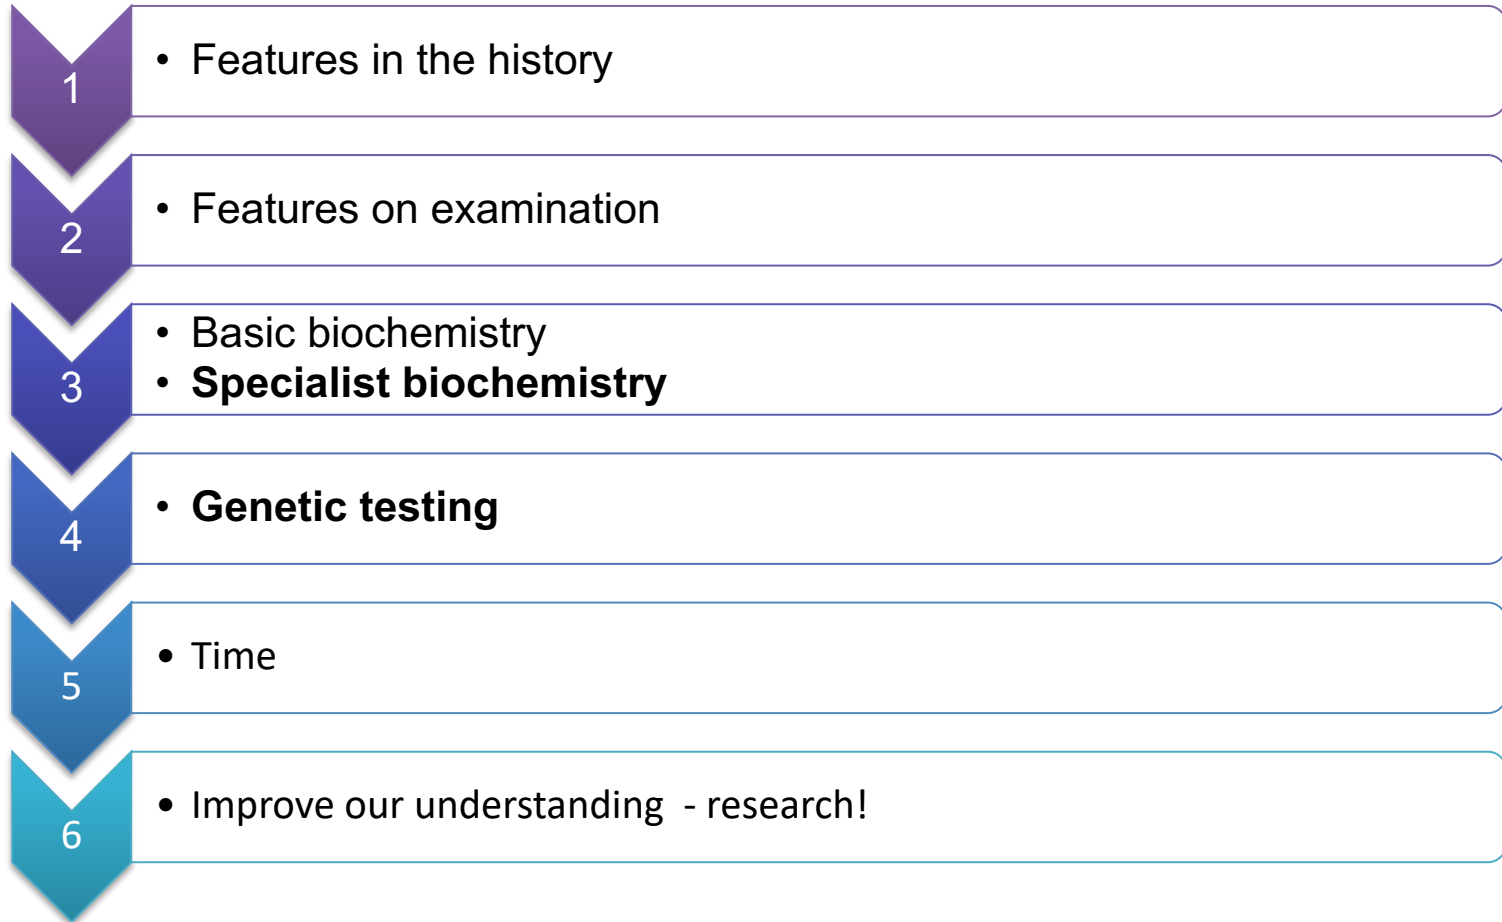 1
• Features in the history
2
• Features on examination
3
• Basic biochemistry
• Specialist biochemistry
4
• Genetic testing
5
• Time
6
• Improve our understanding  - research!